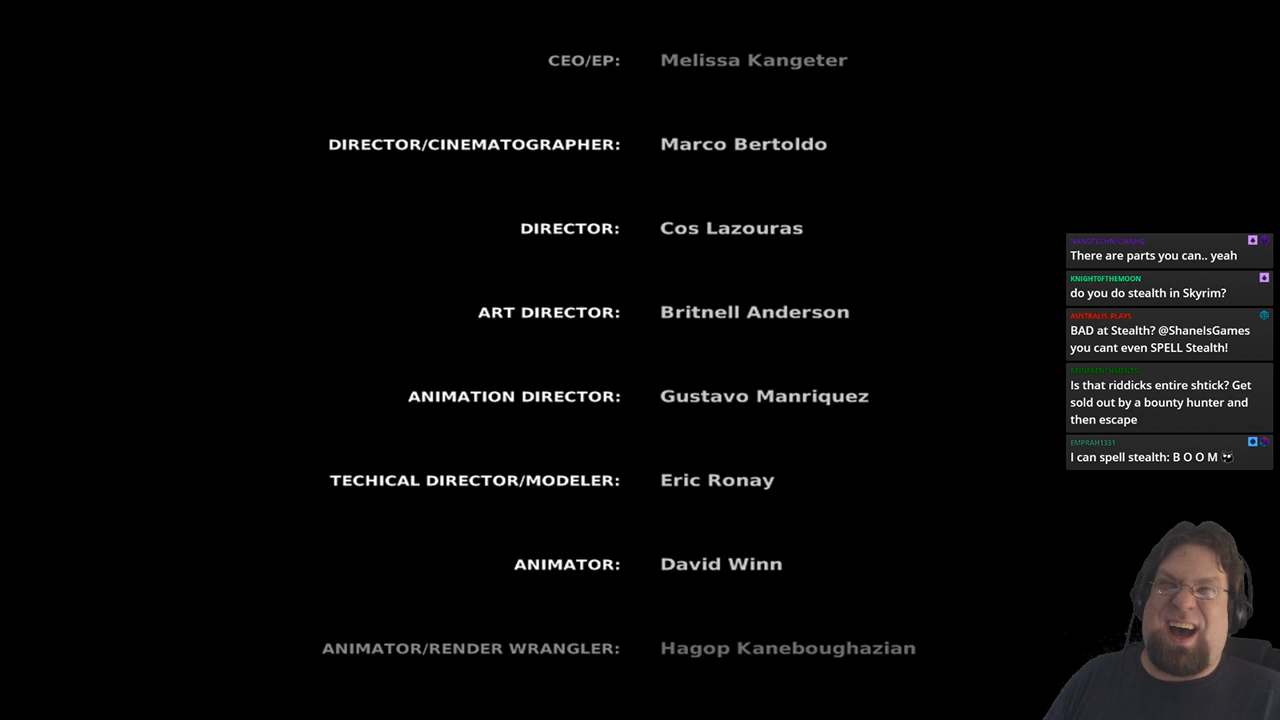 CEO/EP: Melissa Kangeter
DIRECTOR/CINEMATOGRAPHER: Marco Bertoldo
DIRECTOR: Cos Lazouras
ART DIRECTOR: Britnell Anderson
ANIMATION DIRECTOR: Gustavo Manriquez
TECHICAL DIRECTOR/MODELER: Eric Ronay
ANIMATOR: David Winn
ANIMATOR/RENDER WRANGLER: Hagop Kaneboughazian
There are parts you can.. yeah
KNIGHT0FTHEMOON
do you do stealth in Skyrim?
AUSTRALIS_PLAYS
BAD at Stealth? @ShaneIsGames
you cant even SPELL Stealth!
Is that riddicks entire shtick? Get
sold out by a bounty hunter and
then escape
EMPRAH1331
I can spell stealth: B O O M